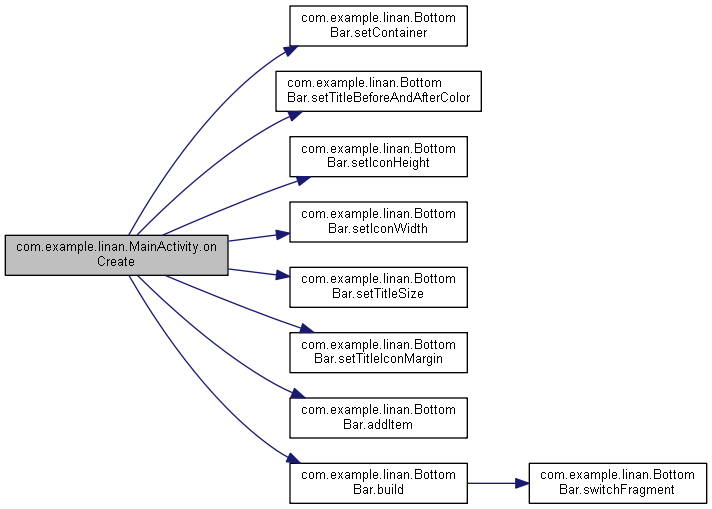 com.example.linan.Bottom
Bar.setContainer
com.example.linan.Bottom
Bar.setTitleBeforeAndAfterColor
com.example.linan.Bottom
Bar.setIconHeight
com.example.linan.Bottom
Bar.setIconWidth
com.example.linan.MainActivity.on
Create
com.example.linan.Bottom
Bar.setTitleSize
com.example.linan.Bottom
Bar.setTitleIconMargin
com.example.linan.Bottom
Bar.addItem
com.example.linan.Bottom
Bar.build
com.example.linan.Bottom
Bar.switchFragment